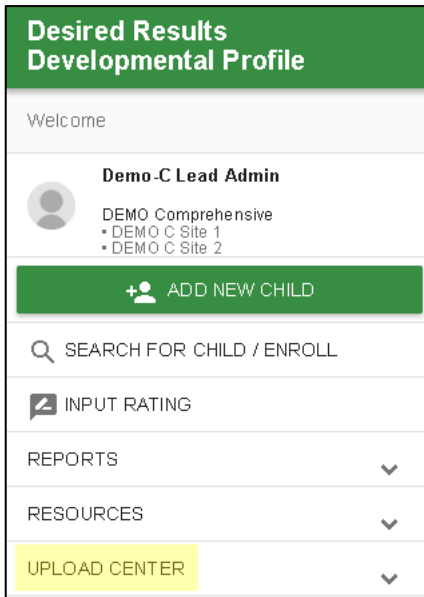 Desired Results
Developmental Profile
Welcome
Demo-C Lead Admin
DEMO Comprehensive
▪ DEMO C Site 1
▪ DEMO C Site 2
ADD NEW CHILD
SEARCH FOR CHILD / ENROLL
INPUT RATING
REPORTS
RESOURCES
UPLOAD CENTER